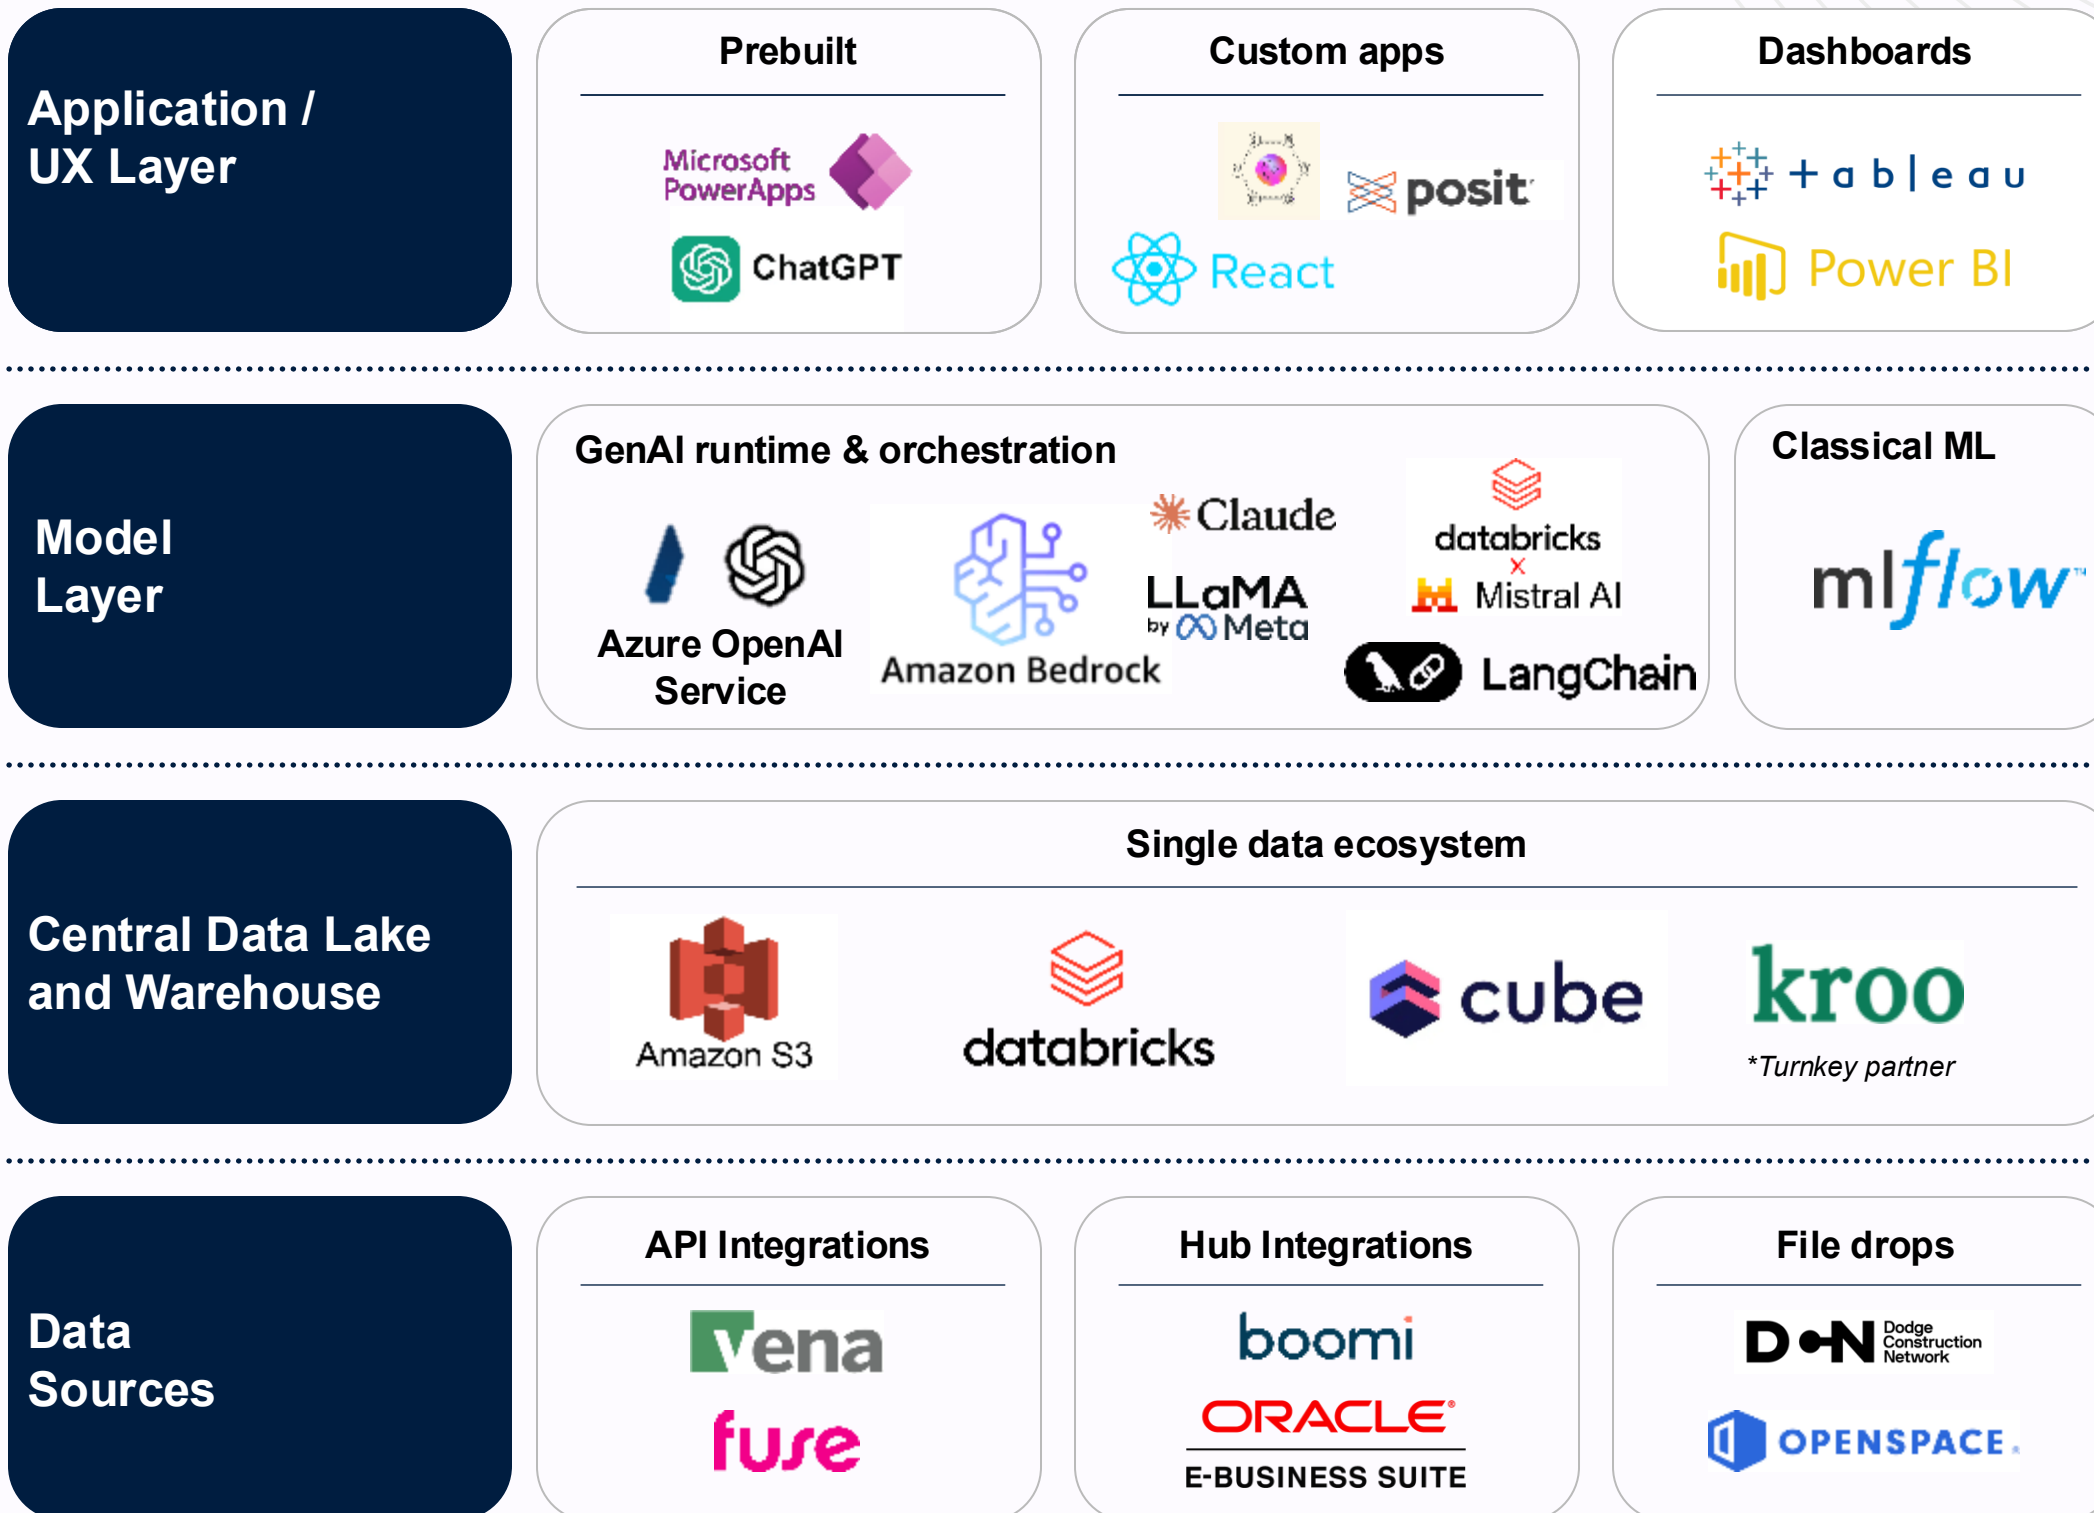 Application /
UX Layer
Prebuilt
Microsoft
PowerApps
ChatGPT
Custom apps
posit
React
Dashboards
+ableau
Power BI
Model
Layer
GenAI runtime & orchestration
Azure OpenAI
Service
Amazon Bedrock
Claude
LLaMA
by Meta
databricks
x
Mistral AI
LangChain
Classical ML
mlflow™
Central Data Lake
and Warehouse
Single data ecosystem
Amazon S3
databricks
cube
kroo
*Turnkey partner
Data
Sources
API Integrations
vena
fuse
Hub Integrations
boomi
ORACLE®
E-BUSINESS SUITE
File drops
DCN
Dodge
Construction
Network
OPENSPACE